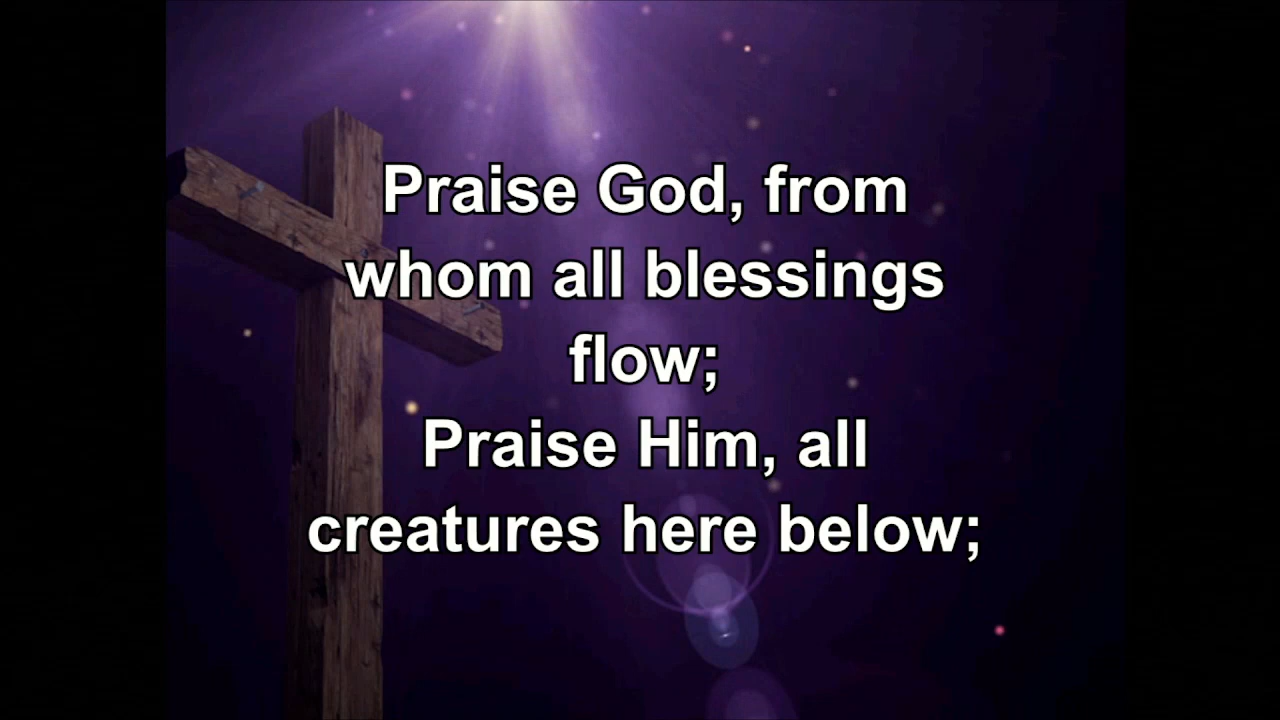 Praise God, from
whom all blessings
flow;
Praise Him, all
creatures here below;